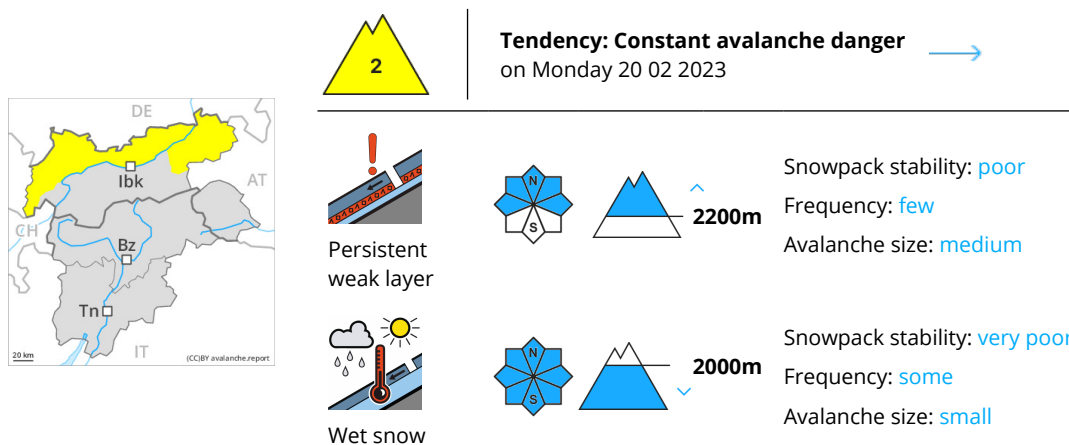 2
Tendency: Constant avalanche danger
on Monday 20 02 2023
DE
AT
Ibk
CH
Bz
Tn
IT
20 km
(CC)BY avalanche.report
Persistent
weak layer
N
S
2200m
Snowpack stability: poor
Frequency: few
Avalanche size: medium
Wet snow
N
S
2000m
Snowpack stability: very poor
Frequency: some
Avalanche size: small